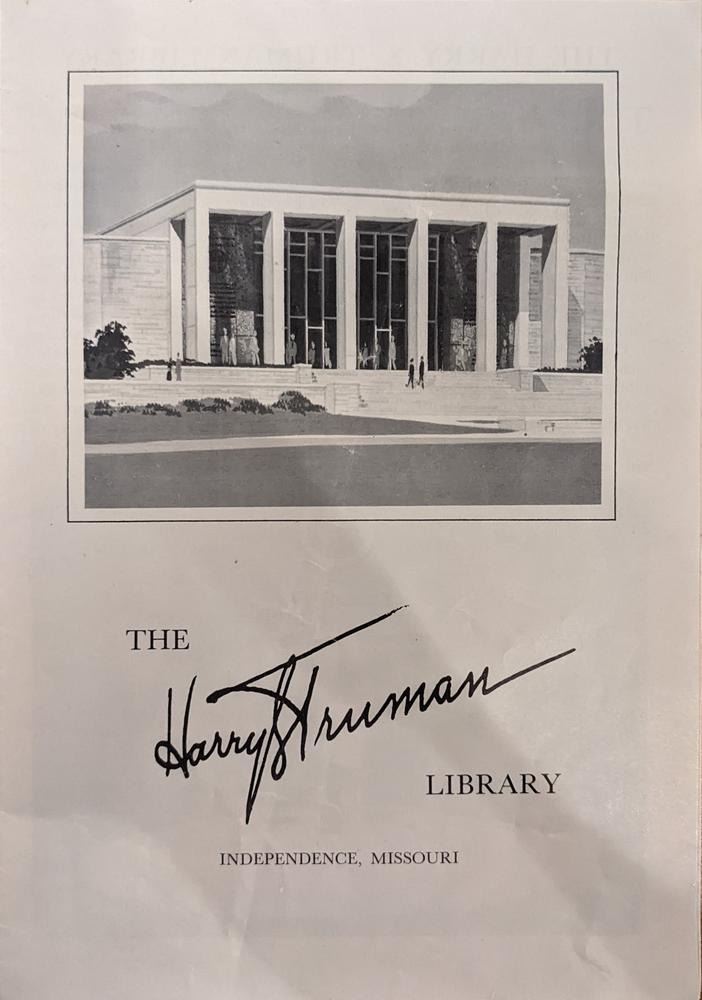 THE
Harry S Truman
LIBRARY
INDEPENDENCE, MISSOURI